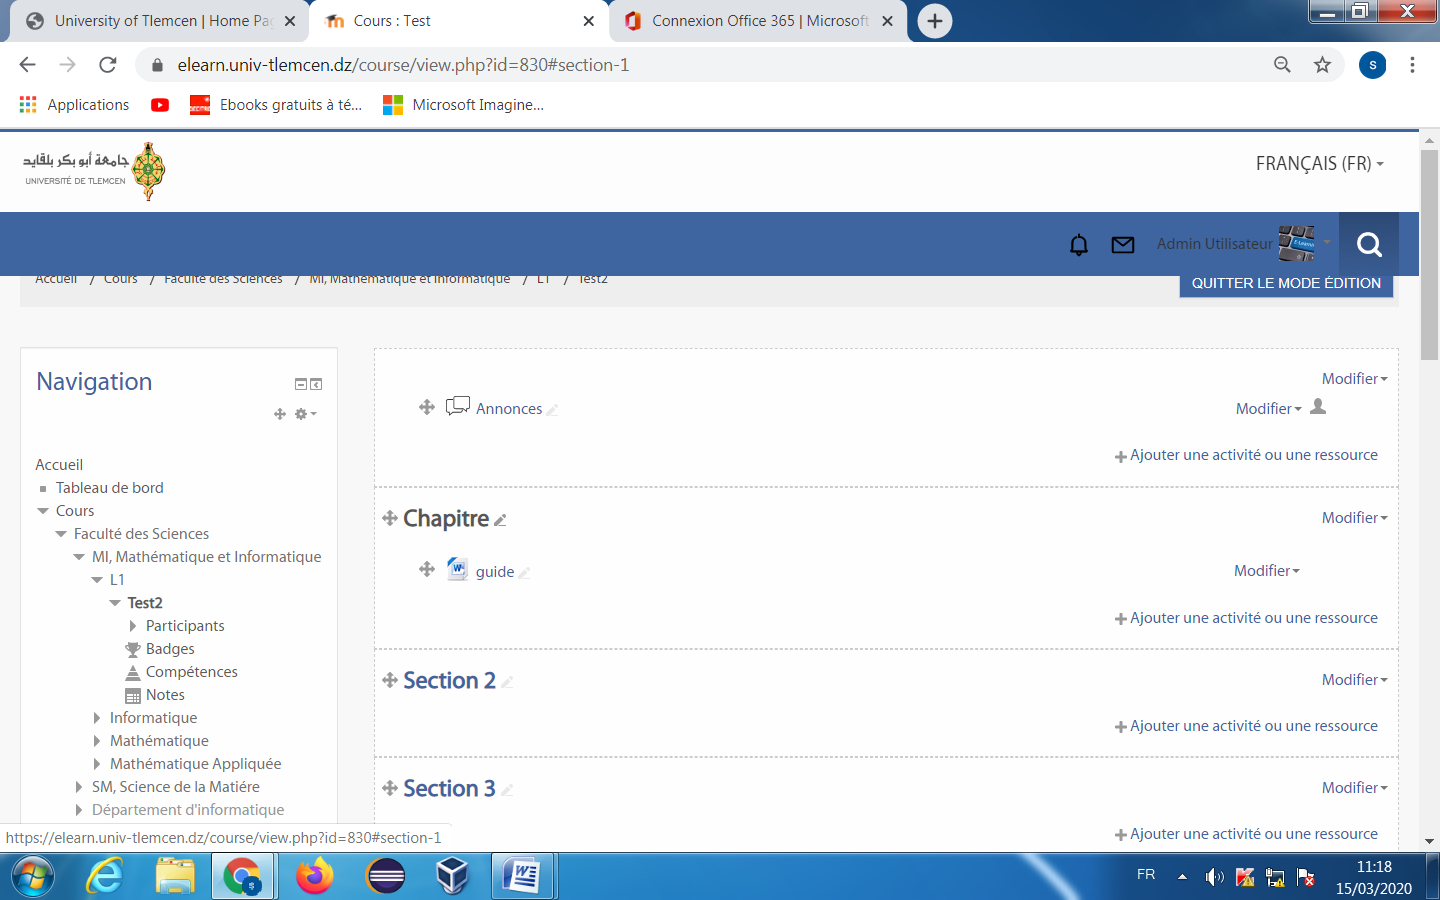 University of Tlemcen | Home Pag
Cours : Test
Connexion Office 365 | Microsoft
elearn.univ-tlemcen.dz/course/view.php?id=830#section-1
s
Applications
Ebooks gratuits à té...
Microsoft Imagine...
جامعة أبو بكر بلقايد
UNIVERSITÉ DE TLEMCEN
FRANÇAIS (FR)
Admin Utilisateur
Accueil / Cours / Faculté des Sciences / MI, Mathématique et Informatique / L1 / Test2
QUITTER LE MODE ÉDITION
Navigation
Accueil
Tableau de bord
Cours
Faculté des Sciences
MI, Mathématique et Informatique
L1
Test2
Participants
Badges
Compétences
Notes
Informatique
Mathématique
Mathématique Appliquée
SM, Science de la Matiére
Département d'informatique
Modifier
Annonces
Modifier
Ajouter une activité ou une ressource
Chapitre
Modifier
guide
Modifier
Ajouter une activité ou une ressource
Section 2
Modifier
Ajouter une activité ou une ressource
Section 3
Modifier
Ajouter une activité ou une ressource
https://elearn.univ-tlemcen.dz/course/view.php?id=830#section-1
FR
11:18
15/03/2020